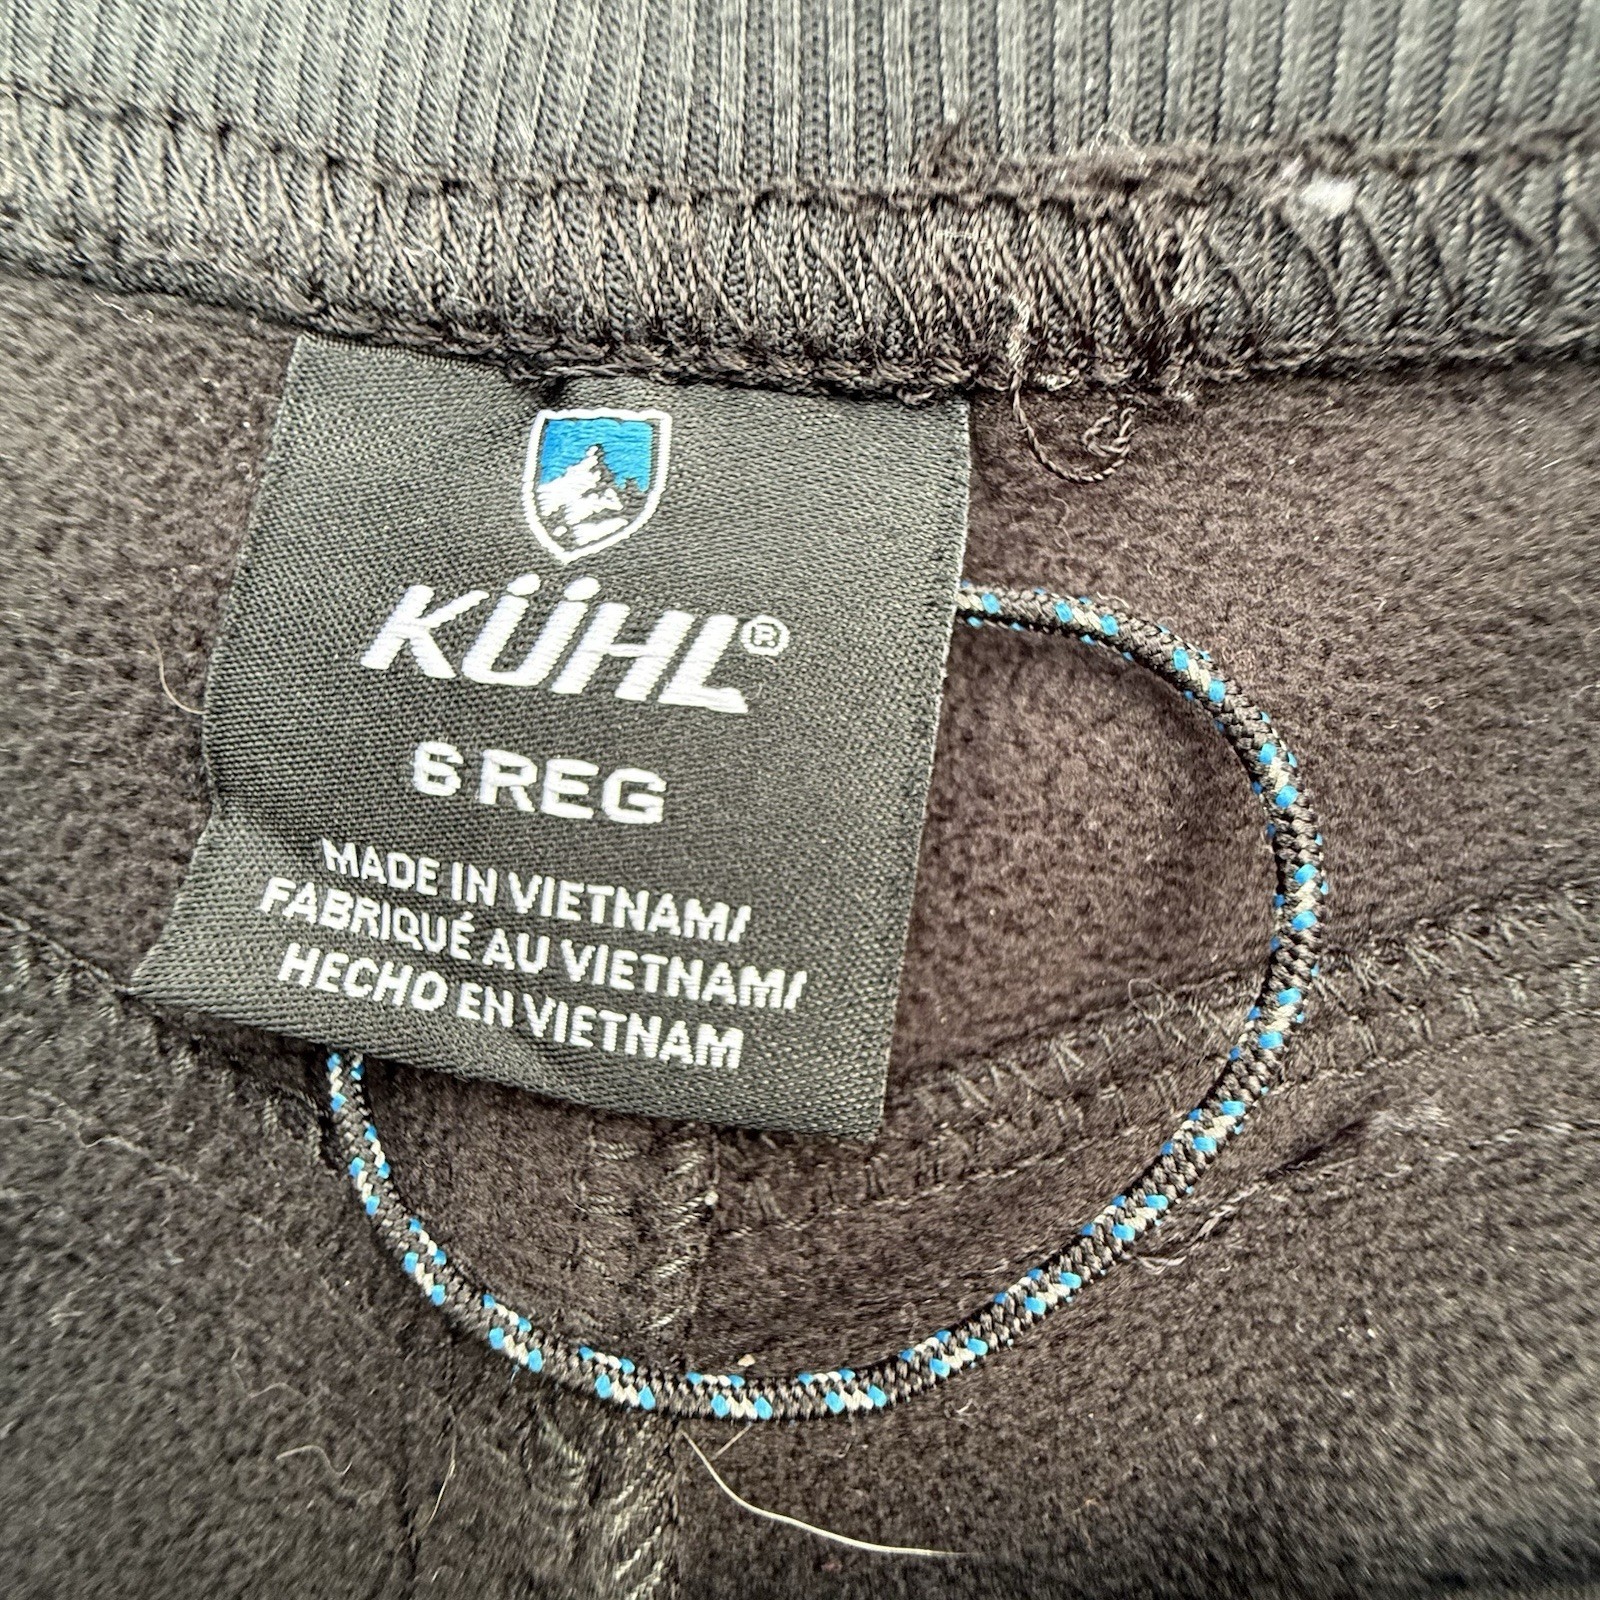 KÜHL®
6 REG
MADE IN VIETNAM/
FABRIQUÉ AU VIETNAM/
HECHO EN VIETNAM